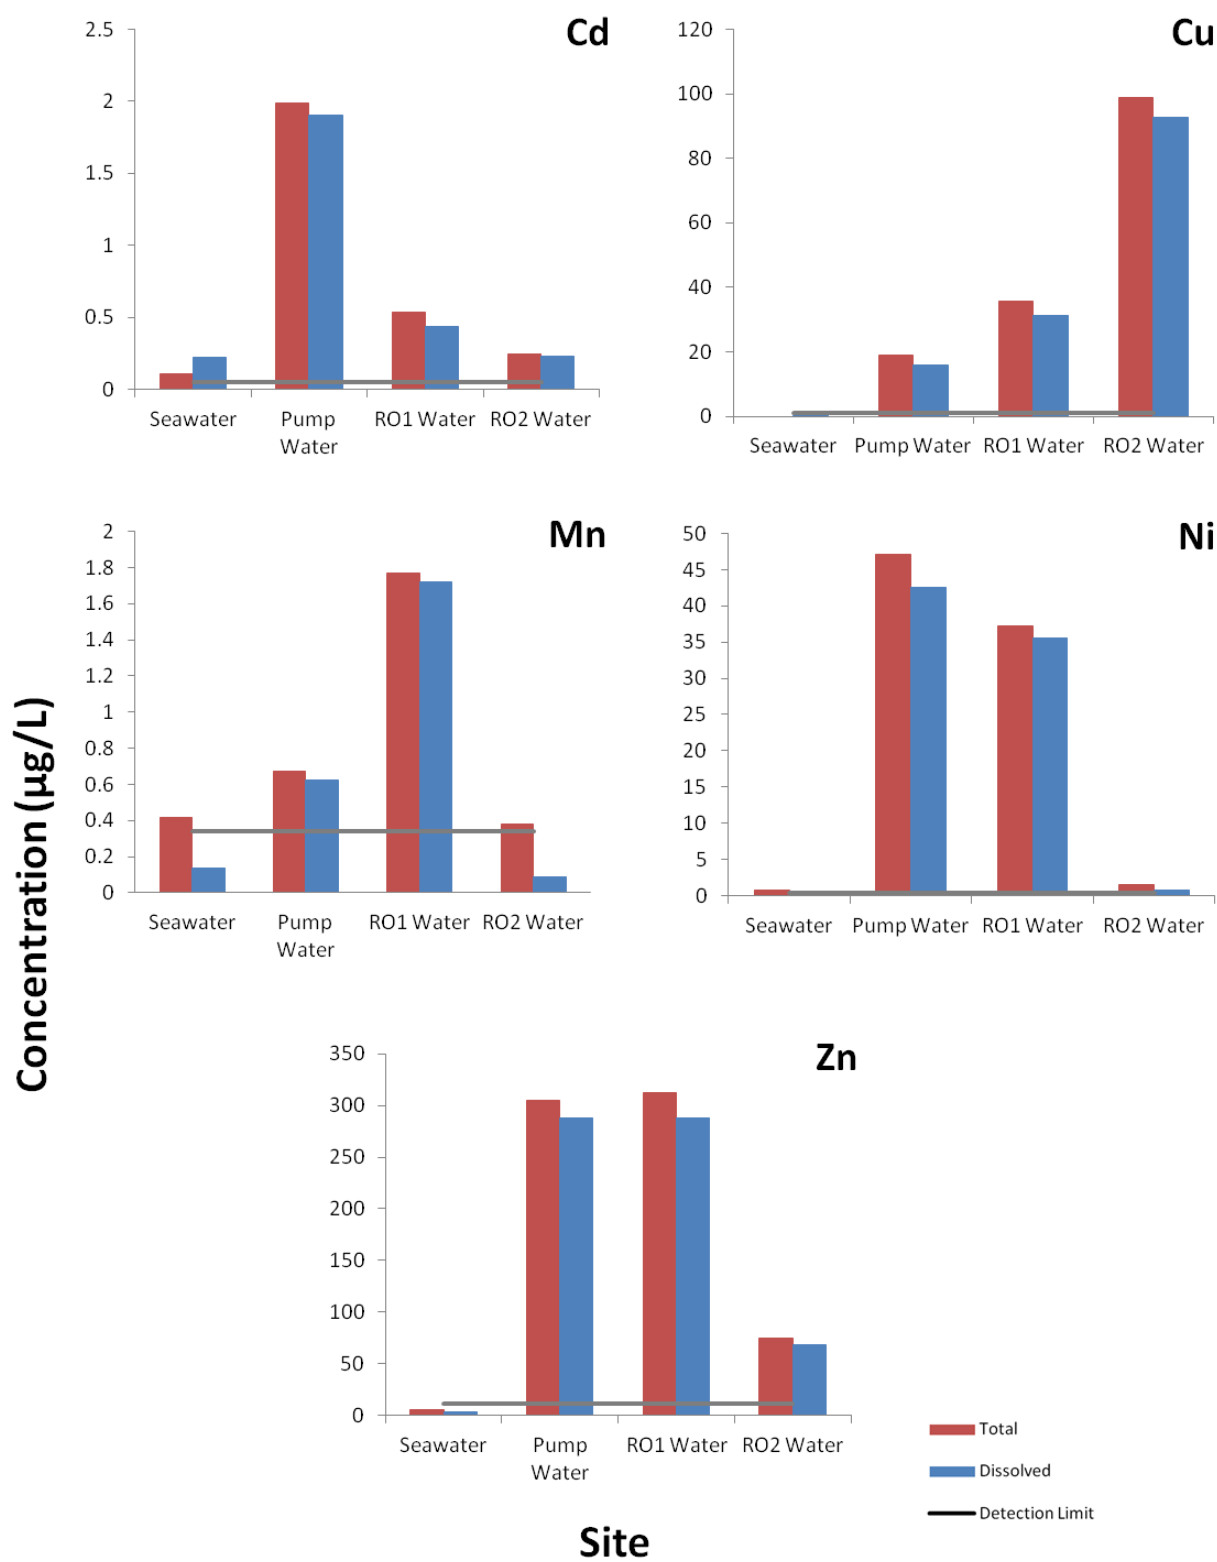 Cd
2.5
2
1.5
1
0.5
0
Seawater
Pump Water
RO1 Water
RO2 Water
Cu
120
100
80
60
40
20
0
Seawater
Pump Water
RO1 Water
RO2 Water
Mn
2
1.8
1.6
1.4
1.2
1
0.8
0.6
0.4
0.2
0
Seawater
Pump Water
RO1 Water
RO2 Water
Ni
50
45
40
35
30
25
20
15
10
5
0
Seawater
Pump Water
RO1 Water
RO2 Water
Concentration (µg/L)
Zn
350
300
250
200
150
100
50
0
Seawater
Pump Water
RO1 Water
RO2 Water
Total
Dissolved
Detection Limit
Site